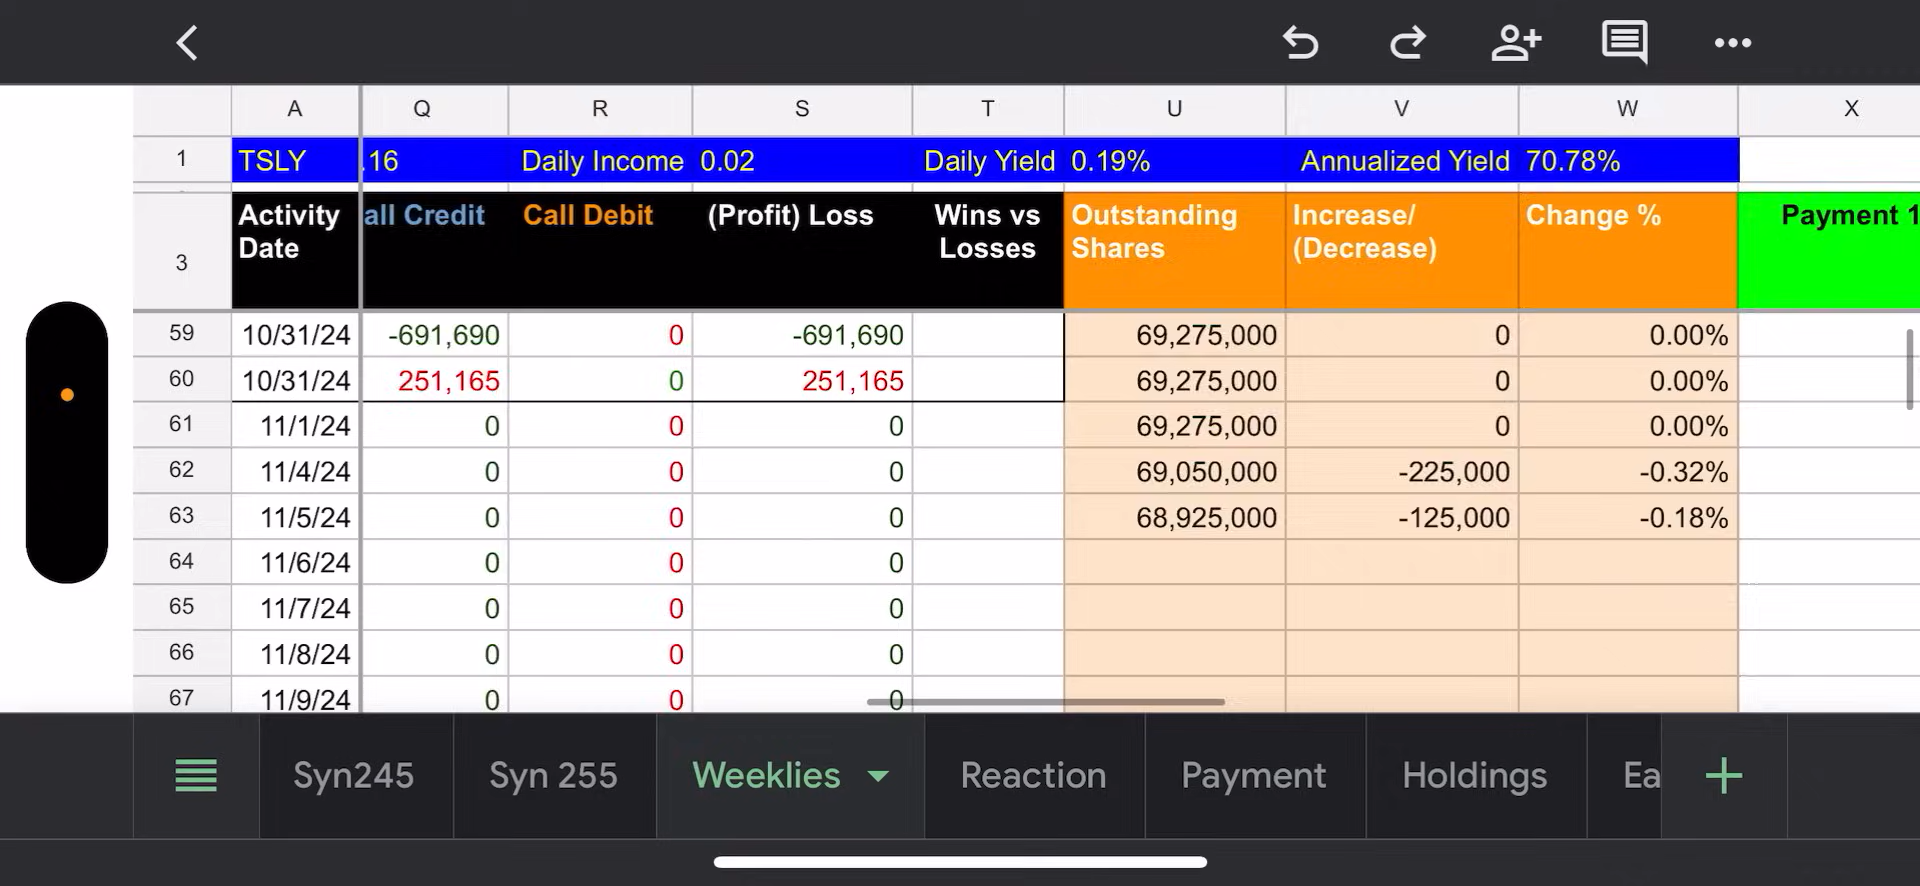 A Q R S T U V W X
1 TSLY .16 Daily Income 0.02 Daily Yield 0.19% Annualized Yield 70.78%
3 Activity Date all Credit Call Debit (Profit) Loss Wins vs Losses Outstanding Shares Increase/ (Decrease) Change % Payment 1
59 10/31/24 -691,690 0 -691,690 69,275,000 0 0.00%
60 10/31/24 251,165 0 251,165 69,275,000 0 0.00%
61 11/1/24 0 0 0 69,275,000 0 0.00%
62 11/4/24 0 0 0 69,050,000 -225,000 -0.32%
63 11/5/24 0 0 0 68,925,000 -125,000 -0.18%
64 11/6/24 0 0 0
65 11/7/24 0 0 0
66 11/8/24 0 0 0
67 11/9/24 0 0 0
Syn245 Syn 255 Weeklies Reaction Payment Holdings Ea